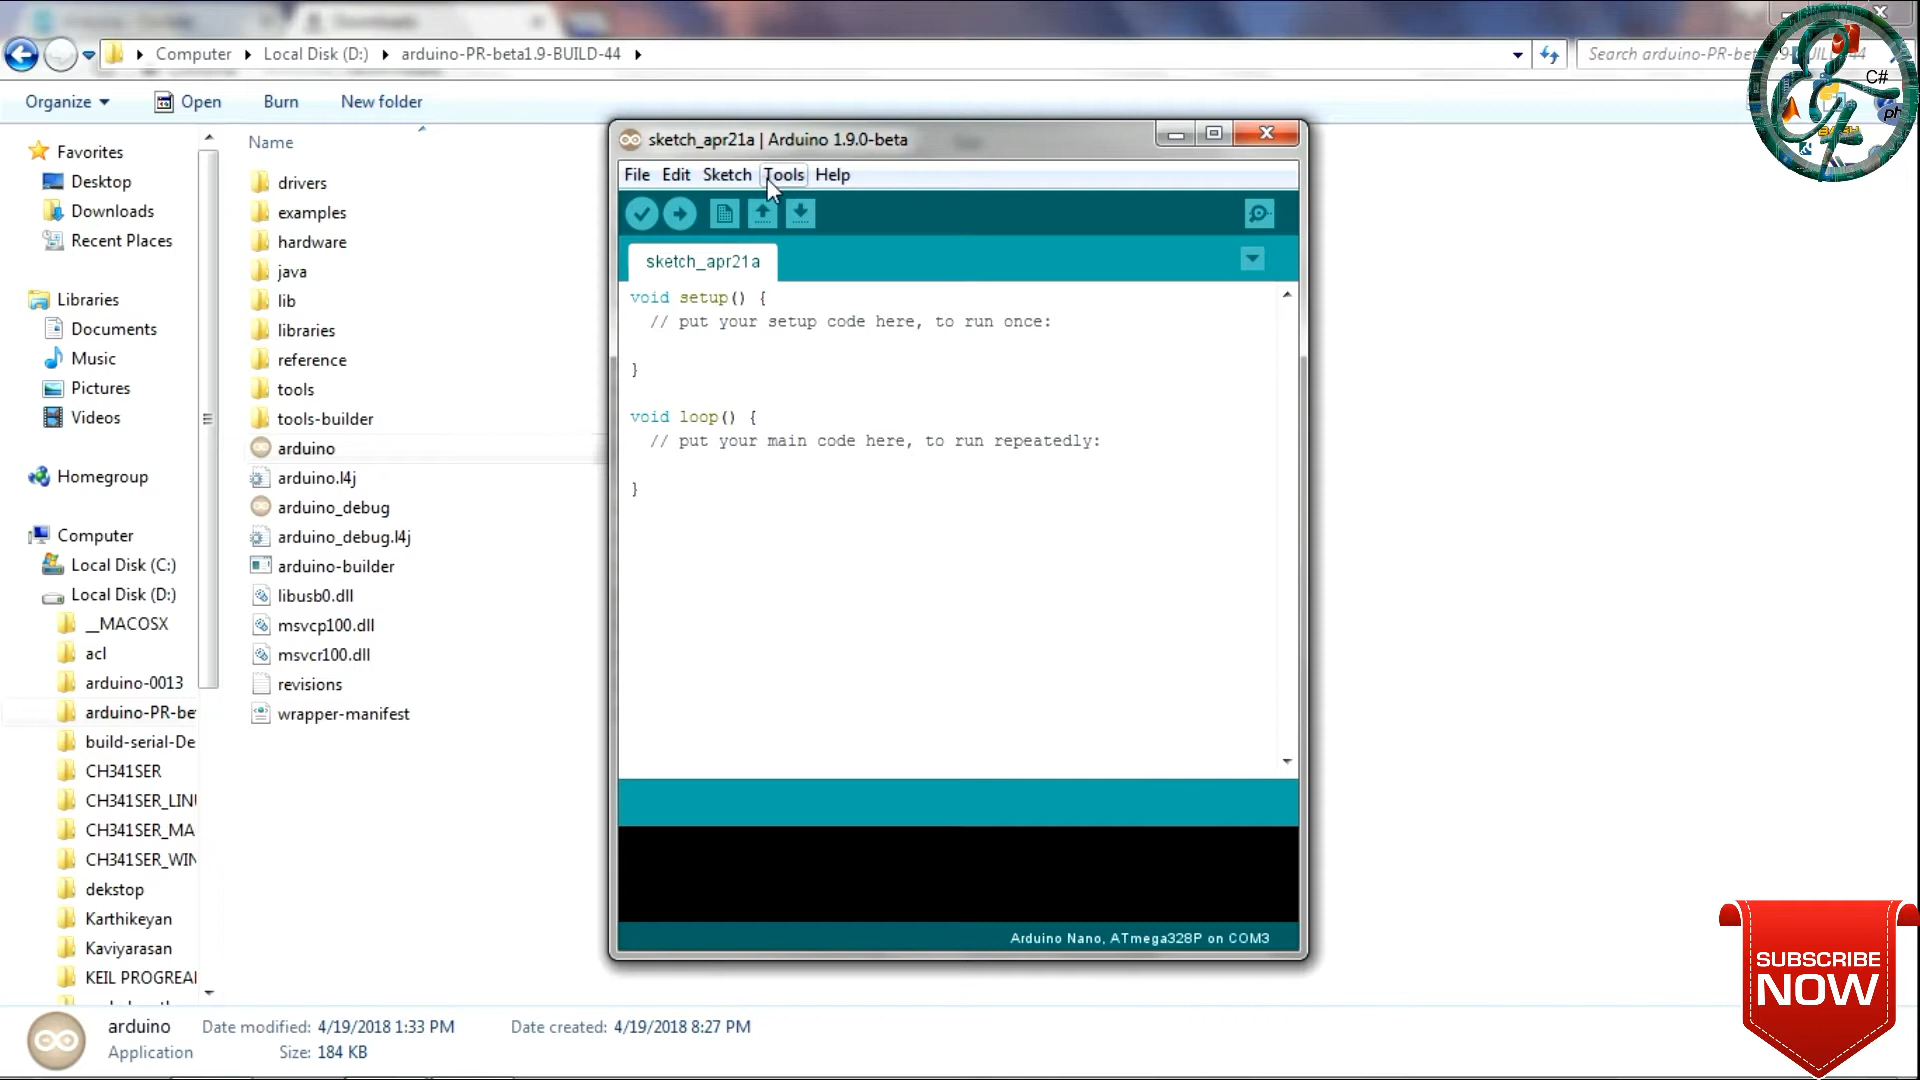 Downloads
Computer
Local Disk (D:)
arduino-PR-beta1.9-BUILD-44
Search arduino-PR-be
C#
ph
Organize
Open
Burn
New folder
Favorites
Desktop
Downloads
Recent Places
Libraries
Documents
Music
Pictures
Videos
Homegroup
Computer
Local Disk (C:)
Local Disk (D:)
__MACOSX
acl
arduino-0013
arduino-PR-be
build-serial-De
CH341SER
CH341SER_LIN
CH341SER_MA
CH341SER_WIN
dekstop
Karthikeyan
Kaviyarasan
KEIL PROGREA
Name
drivers
examples
hardware
java
lib
libraries
reference
tools
tools-builder
arduino
arduino.l4j
arduino_debug
arduino_debug.l4j
arduino-builder
libusb0.dll
msvcp100.dll
msvcr100.dll
revisions
wrapper-manifest
sketch_apr21a | Arduino 1.9.0-beta
File Edit Sketch Tools Help
sketch_apr21a
void setup() {
// put your setup code here, to run once:
}
void loop() {
// put your main code here, to run repeatedly:
}
Arduino Nano, ATmega328P on COM3
arduino Date modified: 4/19/2018 1:33 PM Date created: 4/19/2018 8:27 PM
Application Size: 184 KB
SUBSCRIBE
NOW